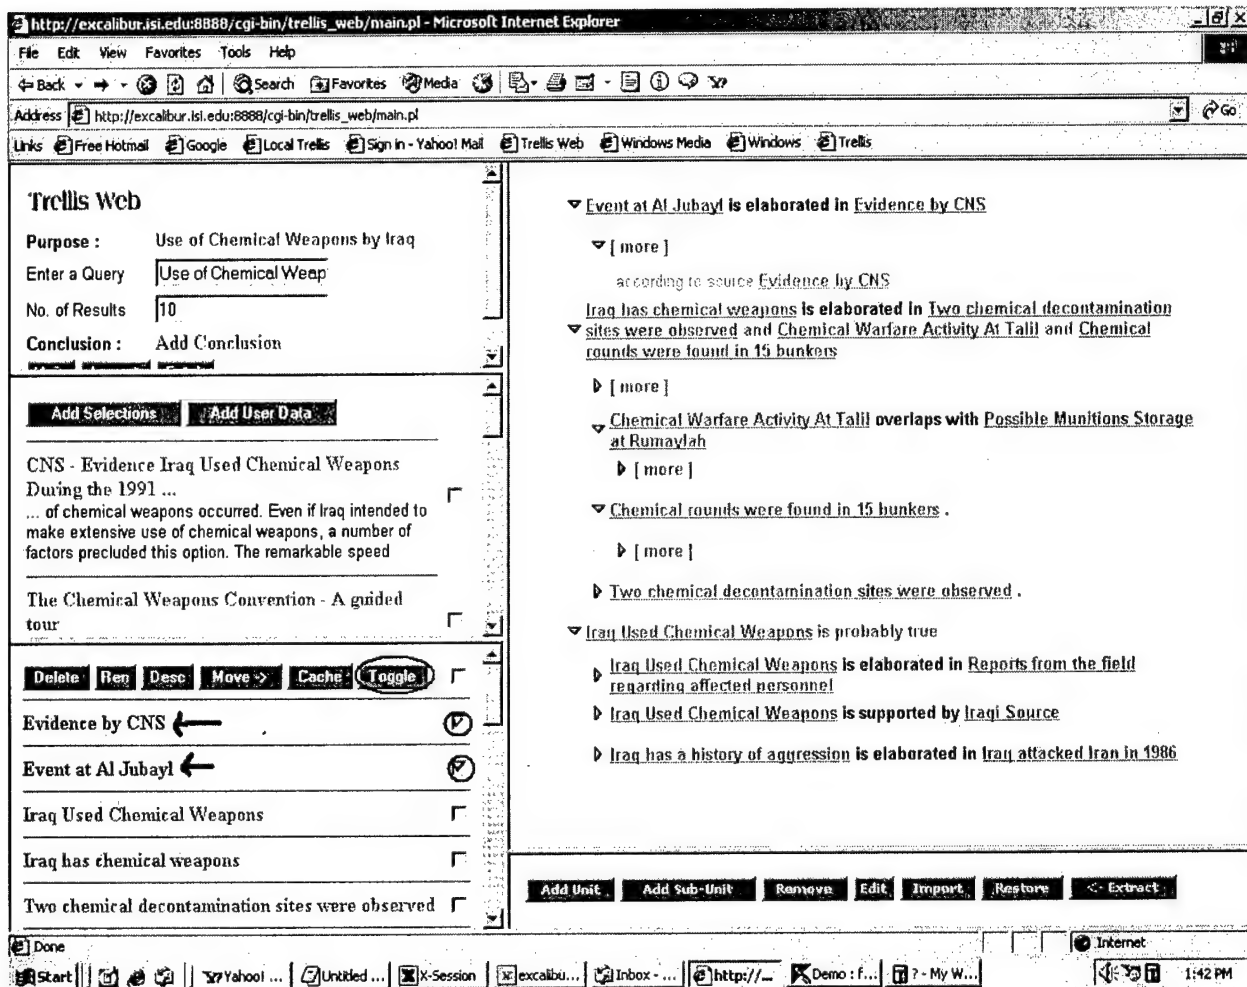 http://excalibur.isi.edu:8888/cgi-bin/trellis_web/main.pl - Microsoft Internet Explorer
File Edit View Favorites Tools Help
Back Search Favorites Media
Address http://excalibur.isi.edu:8888/cgi-bin/trellis_web/main.pl Go
Links Free Hotmail Google Local Trellis Sign in - Yahoo! Mail Trellis Web Windows Media Windows Trellis
Trellis Web
Purpose : Use of Chemical Weapons by Iraq
Enter a Query Use of Chemical Weap
No. of Results 10
Conclusion : Add Conclusion
Add Selections Add User Data
CNS - Evidence Iraq Used Chemical Weapons
During the 1991 ...
... of chemical weapons occurred. Even if Iraq intended to
make extensive use of chemical weapons, a number of
factors precluded this option. The remarkable speed
The Chemical Weapons Convention - A guided
tour
Delete Ren Desc Move -> Cache Toggle
Evidence by CNS
Event at Al Jubayl
Iraq Used Chemical Weapons
Iraq has chemical weapons
Two chemical decontamination sites were observed
Event at Al Jubayl is elaborated in Evidence by CNS
[ more ]
according to source Evidence by CNS
Iraq has chemical weapons is elaborated in Two chemical decontamination
sites were observed and Chemical Warfare Activity At Talil and Chemical
rounds were found in 15 bunkers
[ more ]
Chemical Warfare Activity At Talil overlaps with Possible Munitions Storage
at Rumaylah
[ more ]
Chemical rounds were found in 15 bunkers .
[ more ]
Two chemical decontamination sites were observed .
Iraq Used Chemical Weapons is probably true
Iraq Used Chemical Weapons is elaborated in Reports from the field
regarding affected personnel
Iraq Used Chemical Weapons is supported by Iraqi Source
Iraq has a history of aggression is elaborated in Iraq attacked Iran in 1986
Add Unit Add Sub-Unit Remove Edit Import Restore <- Extract
Done Internet
Start Yahoo! ... Untitled ... X-Session excalibu... Inbox - ... http://... Demo : f... ? - My W... 1:42 PM